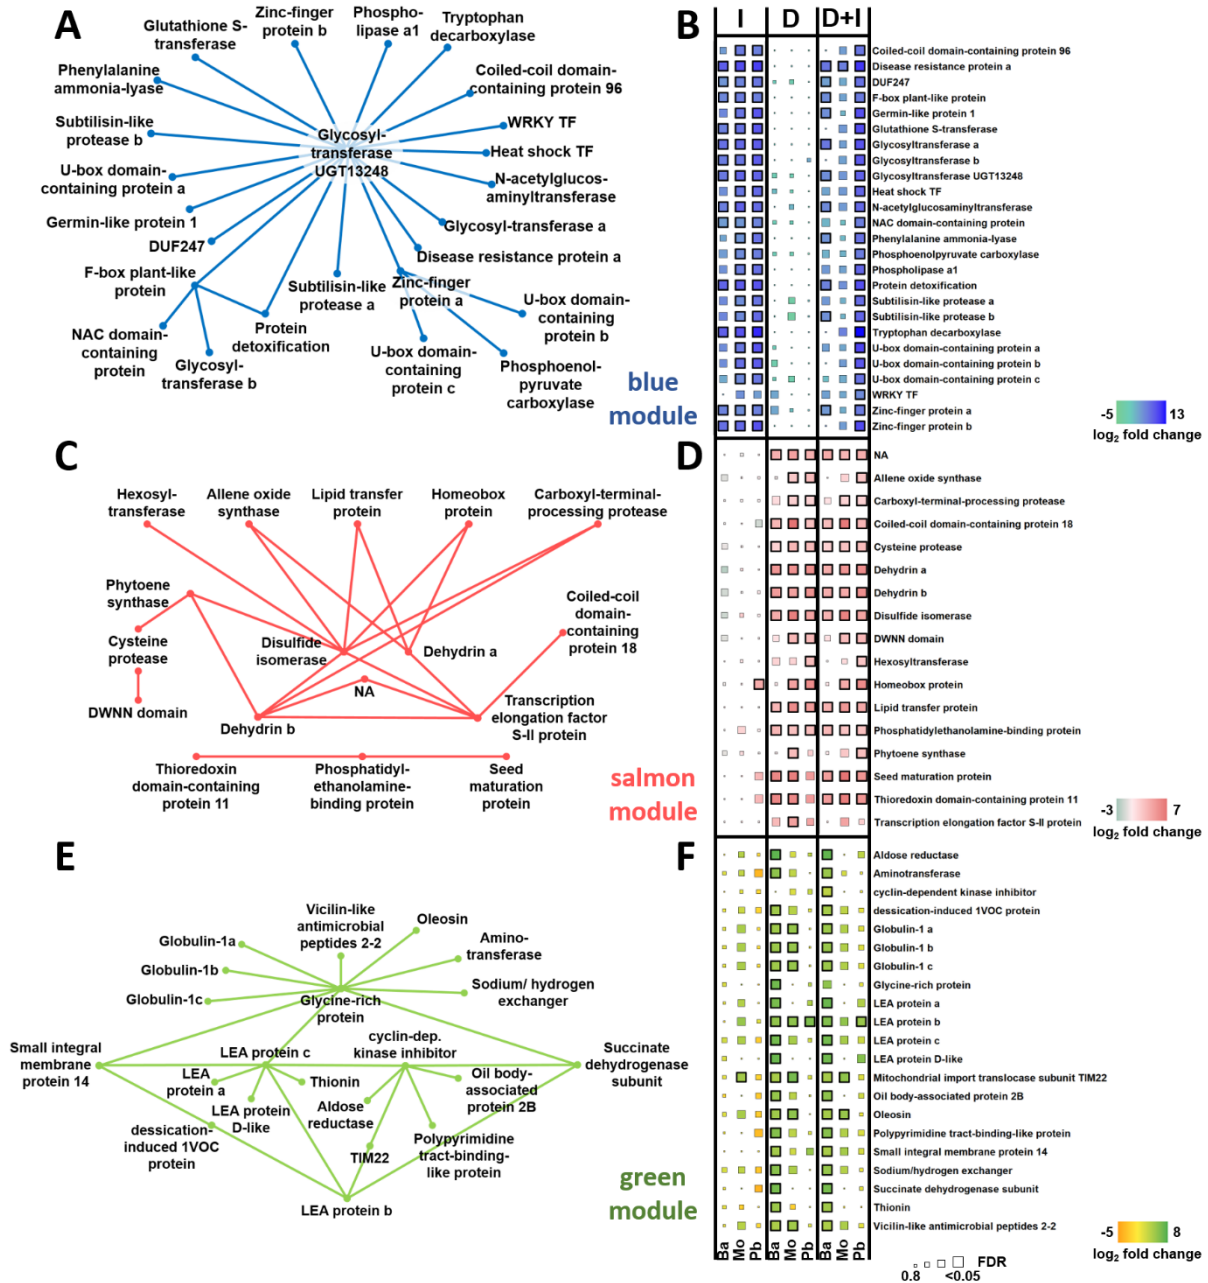 A
Glutathione S-
transferase
Zinc-finger
protein b
Phospho-
lipase a1
Tryptophan
decarboxylase
Phenylalanine
ammonia-lyase
Coiled-coil domain-
containing protein 96
Subtilisin-like
protease b
Glycosyl-
transferase
UGT13248
WRKY TF
Heat shock TF
U-box domain-
containing protein a
N-acetylglucos-
aminyltransferase
Germin-like protein 1
Glycosyl-transferase a
DUF247
Disease resistance protein a
F-box plant-like
protein
Subtilisin-like
protease a
Zinc-finger
protein a
U-box domain-
containing
protein b
NAC domain-
containing
protein
Protein
detoxification
Glycosyl-
transferase b
U-box domain-
containing
protein c
Phosphoenol-
pyruvate
carboxylase
blue
module
B
I
D
D+I
Coiled-coil domain-containing protein 96
Disease resistance protein a
DUF247
F-box plant-like protein
Germin-like protein 1
Glutathione S-transferase
Glycosyltransferase a
Glycosyltransferase b
Glycosyltransferase UGT13248
Heat shock TF
N-acetylglucosaminyltransferase
NAC domain-containing protein
Phenylalanine ammonia-lyase
Phosphoenolpyruvate carboxylase
Phospholipase a1
Protein detoxification
Subtilisin-like protease a
Subtilisin-like protease b
Tryptophan decarboxylase
U-box domain-containing protein a
U-box domain-containing protein b
U-box domain-containing protein c
WRKY TF
Zinc-finger protein a
Zinc-finger protein b
-5 13
log2 fold change
C
Hexosyl-
transferase
Allene oxide
synthase
Lipid transfer
protein
Homeobox
protein
Carboxyl-terminal-
processing protease
Phytoene
synthase
Cysteine
protease
Disulfide
isomerase
Dehydrin a
Coiled-coil
domain-
containing
protein 18
NA
DWNN domain
Dehydrin b
Transcription
elongation factor
S-II protein
Thioredoxin
domain-containing
protein 11
Phosphatidyl-
ethanolamine-
binding protein
Seed
maturation
protein
salmon
module
D
NA
Allene oxide synthase
Carboxyl-terminal-processing protease
Coiled-coil domain-containing protein 18
Cysteine protease
Dehydrin a
Dehydrin b
Disulfide isomerase
DWNN domain
Hexosyltransferase
Homeobox protein
Lipid transfer protein
Phosphatidylethanolamine-binding protein
Phytoene synthase
Seed maturation protein
Thioredoxin domain-containing protein 11
Transcription elongation factor S-II protein
-3 7
log2 fold change
E
Vicilin-like
antimicrobial
peptides 2-2
Oleosin
Globulin-1a
Amino-
transferase
Globulin-1b
Sodium/ hydrogen
exchanger
Globulin-1c
Glycine-rich
protein
Small integral
membrane
protein 14
LEA protein c
cyclin-dep.
kinase inhibitor
Succinate
dehydrogenase
subunit
LEA
protein a
Thionin
Oil body-
associated
protein 2B
LEA protein
D-like
Aldose
reductase
dessication-
induced 1VOC
protein
TIM22
Polypyrimidine
tract-binding-
like protein
LEA protein b
green
module
F
Aldose reductase
Aminotransferase
cyclin-dependent kinase inhibitor
dessication-induced 1VOC protein
Globulin-1 a
Globulin-1 b
Globulin-1 c
Glycine-rich protein
LEA protein a
LEA protein b
LEA protein c
LEA protein D-like
Mitochondrial import translocase subunit TIM22
Oil body-associated protein 2B
Oleosin
Polypyrimidine tract-binding-like protein
Small integral membrane protein 14
Sodium/hydrogen exchanger
Succinate dehydrogenase subunit
Thionin
Vicilin-like antimicrobial peptides 2-2
-5 8
log2 fold change
Ba Mo Pb Ba Mo Pb Ba Mo Pb
FDR
0.8 <0.05